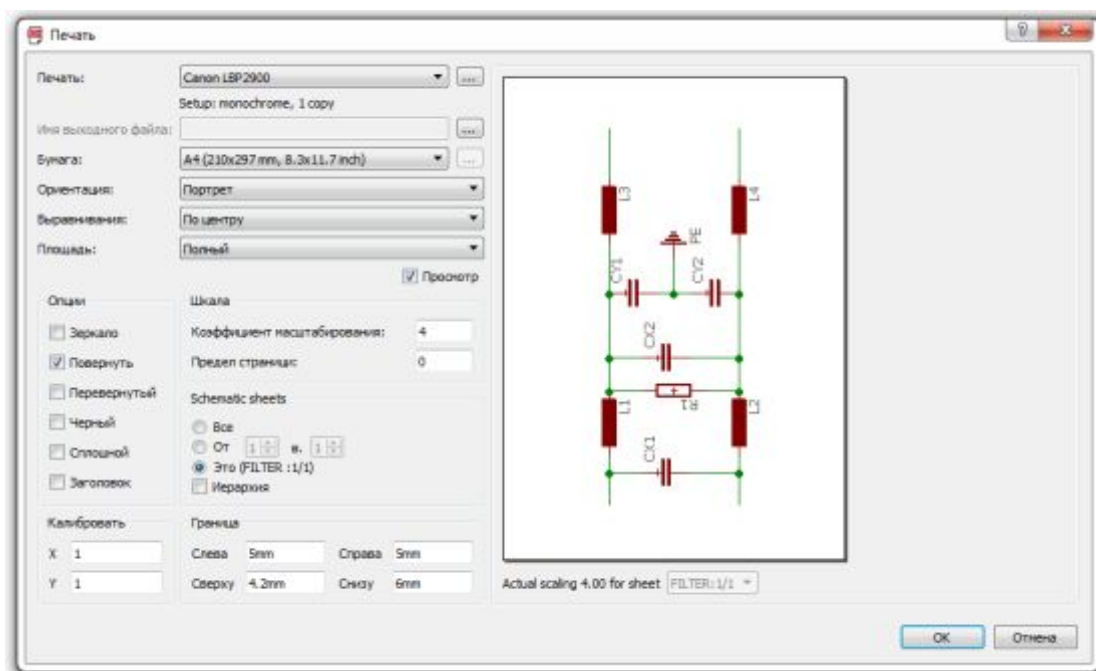 Печать
Печать: Canon LBP2900 ...
Setup: monochrome, 1 copy
Имя выходного файла: ...
Бумага: A4 (210x297 mm, 8.3x11.7 inch) ...
Ориентация: Портрет
Выравнивания: По центру
Площадь: Полный
Просмотр
Опции
Зеркало
Повернуть
Перевернутый
Черный
Сплошной
Заголовок
Шкала
Коэффициент масштабирования: 4
Предел страници: 0
Schematic sheets
Все
От 1 в. 1
Это (FILTER :1/1)
Иерархия
Калибровать
X 1
Y 1
Граница
Слева 5mm Справа 5mm
Сверху 4.2mm Снизу 6mm
L3
L4
PE
CY1
CY2
CX2
R1
L1
L2
CX1
Actual scaling 4.00 for sheet FILTER:1/1
OK Отмена